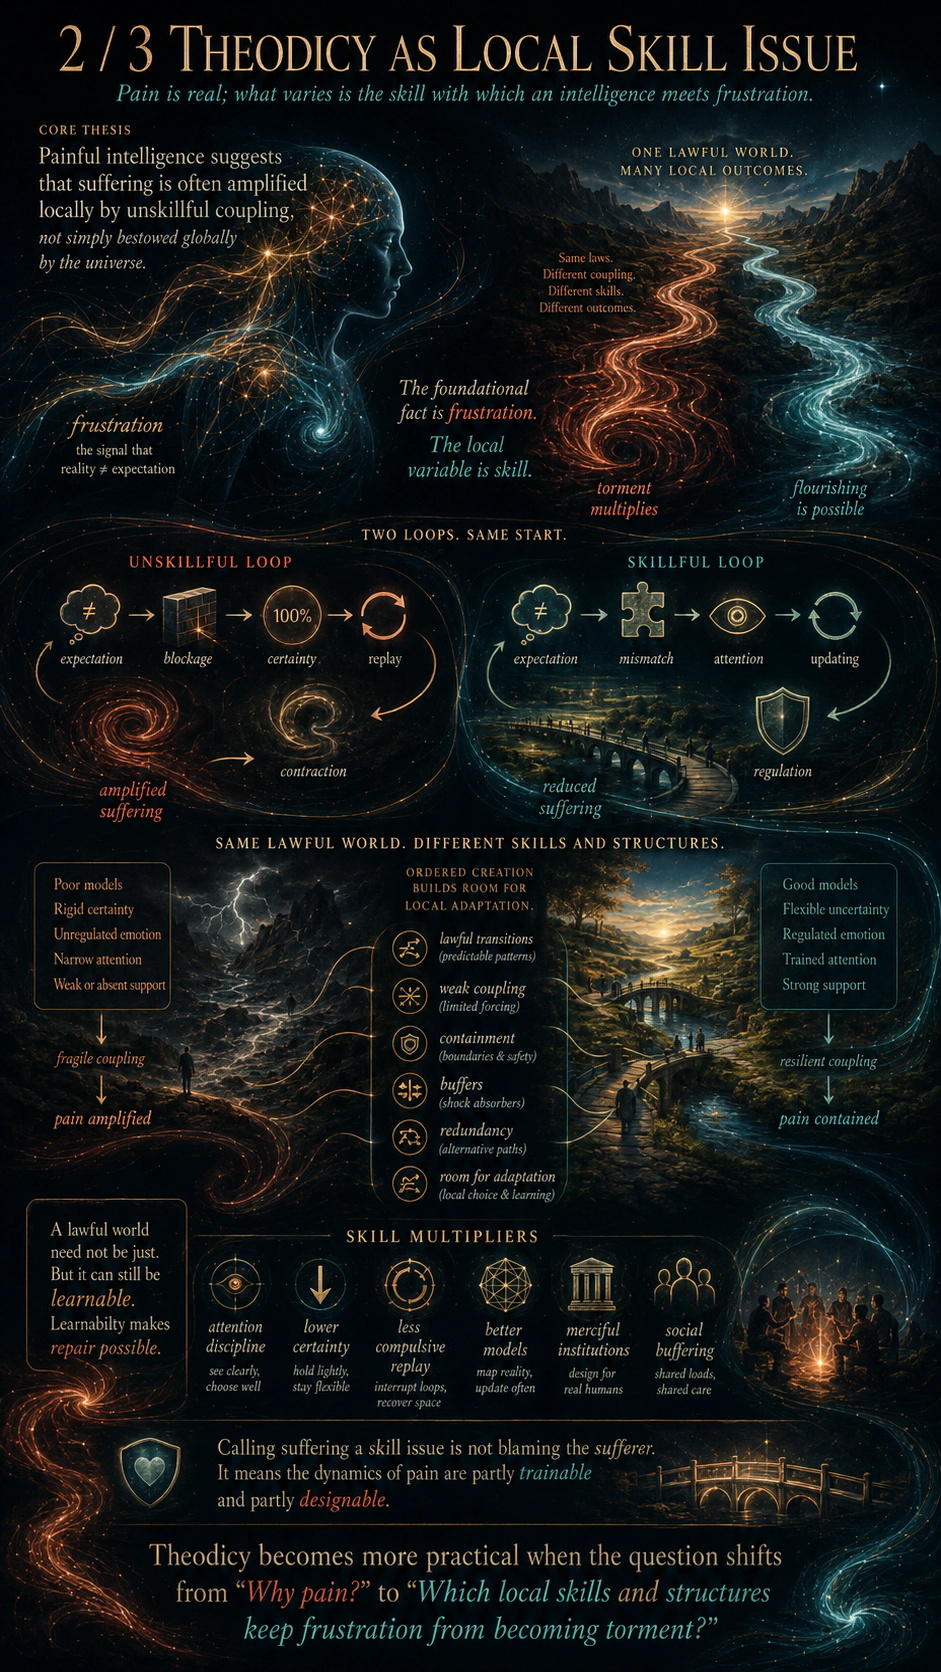 2 / 3 THEODICY AS LOCAL SKILL ISSUE
Pain is real; what varies is the skill with which an intelligence meets frustration.
CORE THESIS
Painful intelligence suggests
that suffering is often amplified
locally by unskillful coupling,
not simply bestowed globally
by the universe.
ONE LAWFUL WORLD.
MANY LOCAL OUTCOMES.
Same laws.
Different coupling.
Different skills.
Different outcomes.
The foundational
fact is frustration.
The local
variable is skill.
frustration
the signal that
reality ≠ expectation
torment
multiplies
flourishing
is possible
TWO LOOPS. SAME START.
UNSKILLFUL LOOP
≠
100%
expectation
blockage
certainty
replay
contraction
amplified
suffering
SKILLFUL LOOP
≠
expectation
mismatch
attention
updating
regulation
reduced
suffering
SAME LAWFUL WORLD. DIFFERENT SKILLS AND STRUCTURES.
Poor models
Rigid certainty
Unregulated emotion
Narrow attention
Weak or absent support
fragile coupling
pain amplified
ORDERED CREATION
BUILDS ROOM FOR
LOCAL ADAPTATION.
lawful transitions
(predictable patterns)
weak coupling
(limited forcing)
containment
(boundaries & safety)
buffers
(shock absorbers)
redundancy
(alternative paths)
room for adaptation
(local choice & learning)
Good models
Flexible uncertainty
Regulated emotion
Trained attention
Strong support
resilient coupling
pain contained
A lawful world
need not be just.
But it can still be
learnable.
Learnabilty makes
repair possible.
SKILL MULTIPLIERS
attention
discipline
see clearly,
choose well
lower
certainty
hold lightly,
stay flexible
less
compulsive
replay
interrupt loops,
recover space
better
models
map reality,
update often
merciful
institutions
design for
real humans
social
buffering
shared loads,
shared care
Calling suffering a skill issue is not blaming the sufferer.
It means the dynamics of pain are partly trainable
and partly designable.
Theodicy becomes more practical when the question shifts
from “Why pain?” to “Which local skills and structures
keep frustration from becoming torment?”